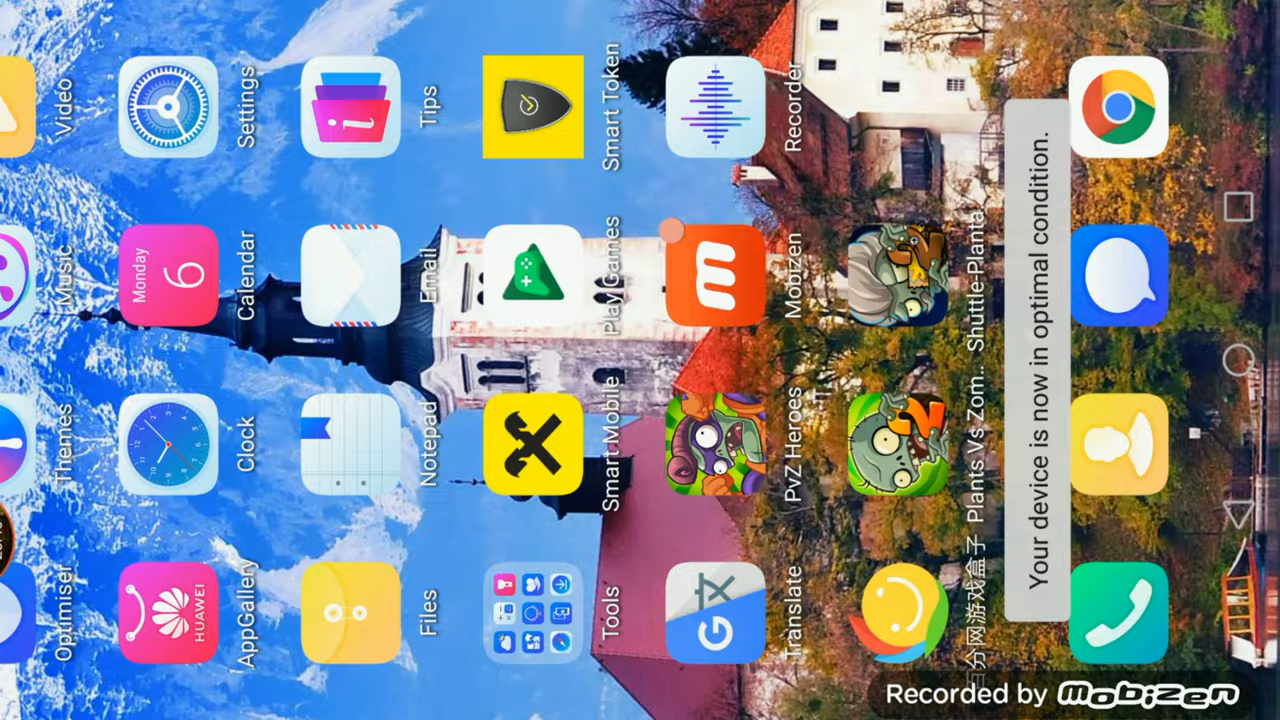 Optimiser Themes Music Video
HUAWEI
Monday
6
AppGallery Clock Calendar Settings
Files Notepad Email Tips
Tools Smart Mobile Play Games Smart Token
G
m
Translate PvZ Heroes Mobizen Recorder
2
2
分网游戏盒子 Plants Vs Zom.. Shuttle-Planta
Your device is now in optimal condition.
Recorded by mobizen